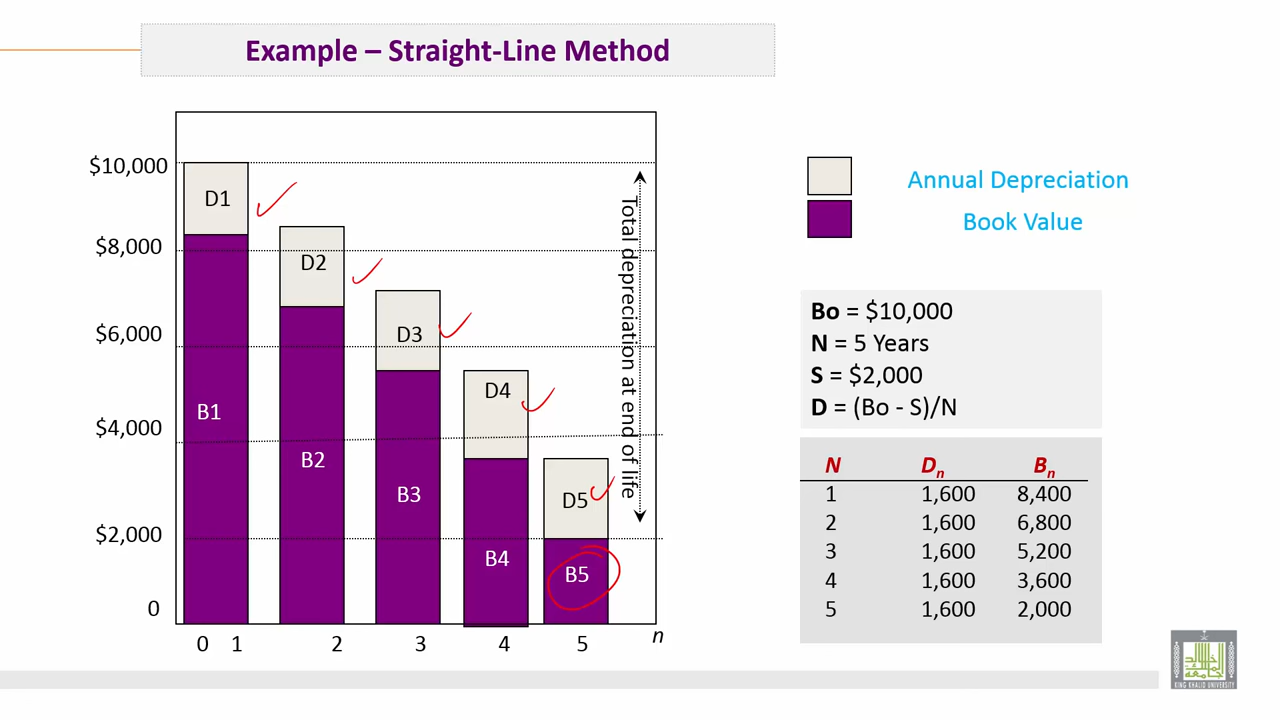 Example – Straight-Line Method
$10,000
$8,000
$6,000
$4,000
$2,000
0
D1
B1
D2
B2
D3
B3
D4
B4
D5
B5
Total depreciation at end of life
0 1 2 3 4 5 n
Annual Depreciation
Book Value
Bo = $10,000
N = 5 Years
S = $2,000
D = (Bo - S)/N
N Dn Bn
1 1,600 8,400
2 1,600 6,800
3 1,600 5,200
4 1,600 3,600
5 1,600 2,000
KING KHALID UNIVERSITY